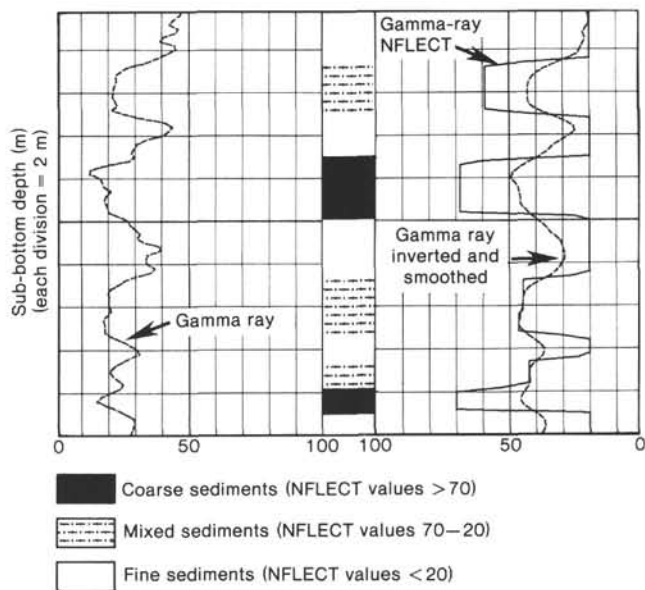 Gamma-ray
NFLECT
Sub-bottom depth (m)
(each division = 2 m)
Gamma ray
inverted and
smoothed
Gamma ray
0 50 100 100 50 0
Coarse sediments (NFLECT values >70)
Mixed sediments (NFLECT values 70—20)
Fine sediments (NFLECT values <20)